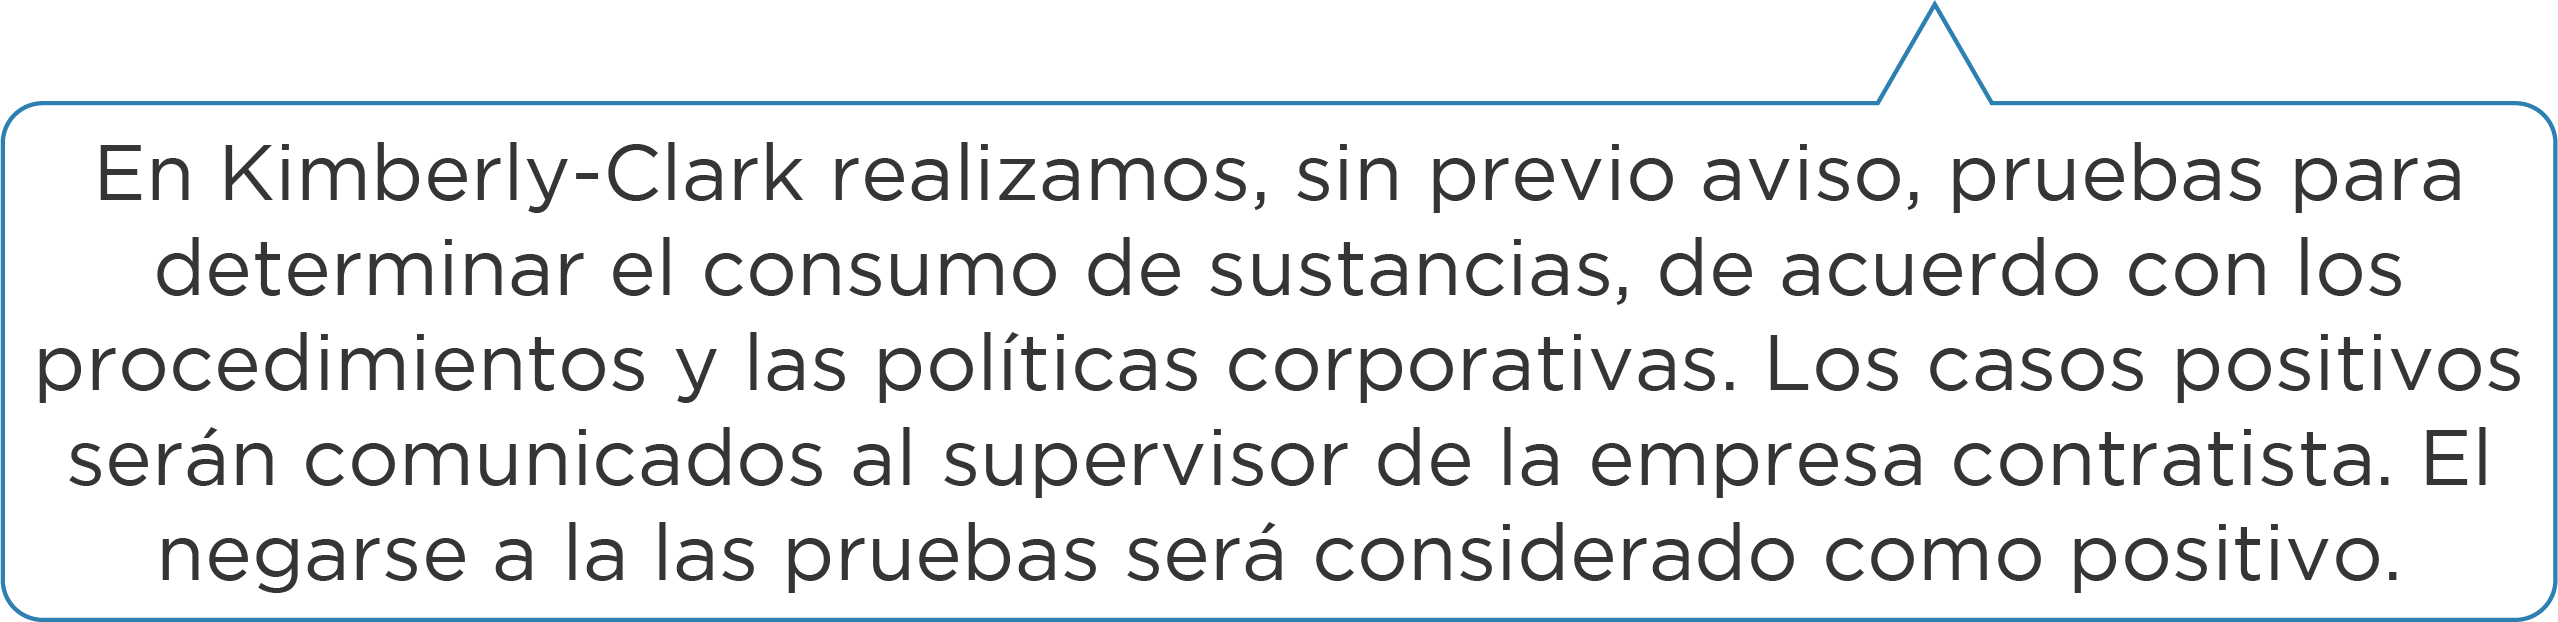 En Kimberly-Clark realizamos, sin previo aviso, pruebas para
determinar el consumo de sustancias, de acuerdo con los
procedimientos y las políticas corporativas. Los casos positivos
serán comunicados al supervisor de la empresa contratista. El
negarse a la las pruebas será considerado como positivo.